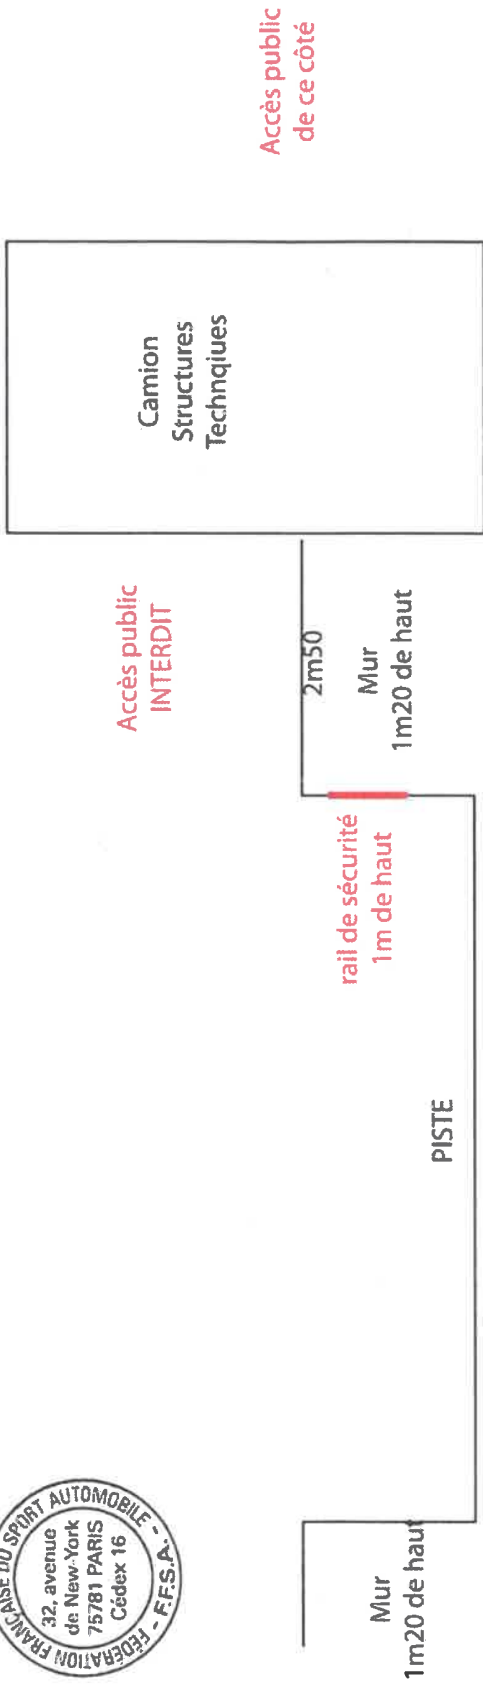 FÉDÉRATION FRANÇAISE DU SPORT AUTOMOBILE - F.F.S.A. -
32, avenue
de New-York
75781 PARIS
Cédex 16
Accès public
INTERDIT
Camion
Structures
Technqiues
Accès public
de ce côté
2m50
rail de sécurité
1m de haut
Mur
1m20 de haut
Mur
1m20 de haut
PISTE